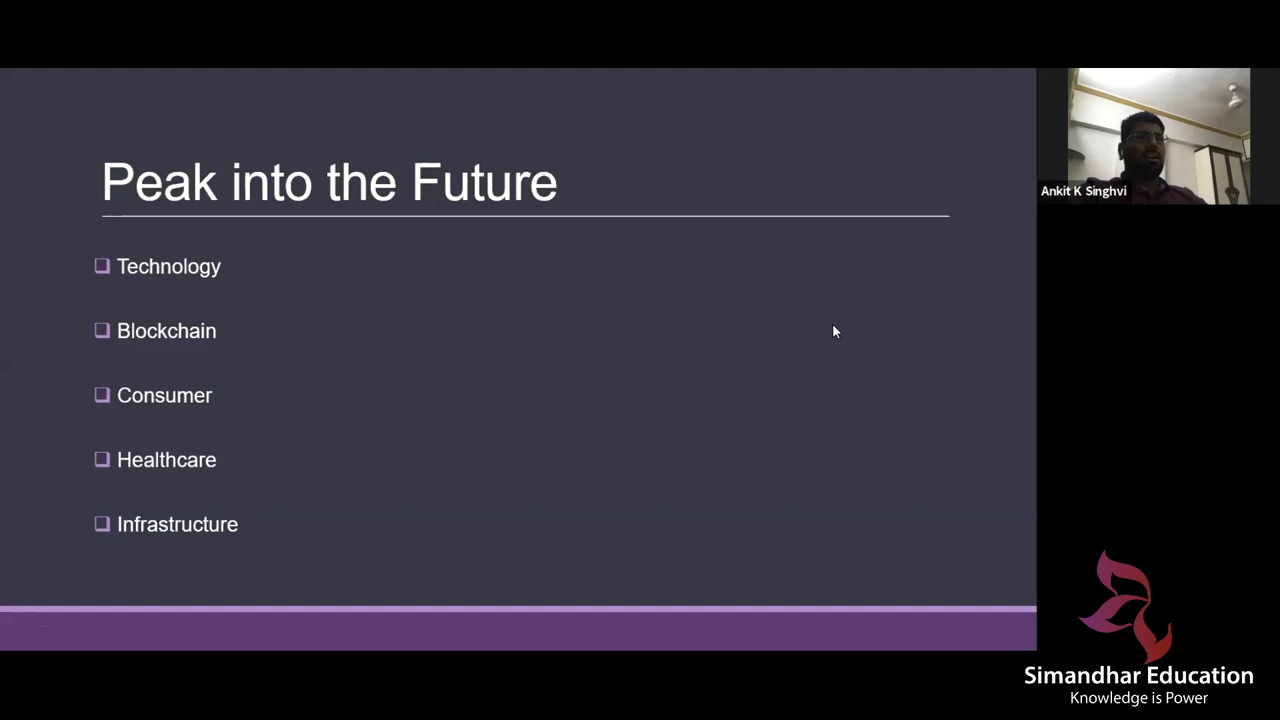 Peak into the Future
Technology
Blockchain
Consumer
Healthcare
Infrastructure
Ankit K Singhvi
Simandhar Education
Knowledge is Power